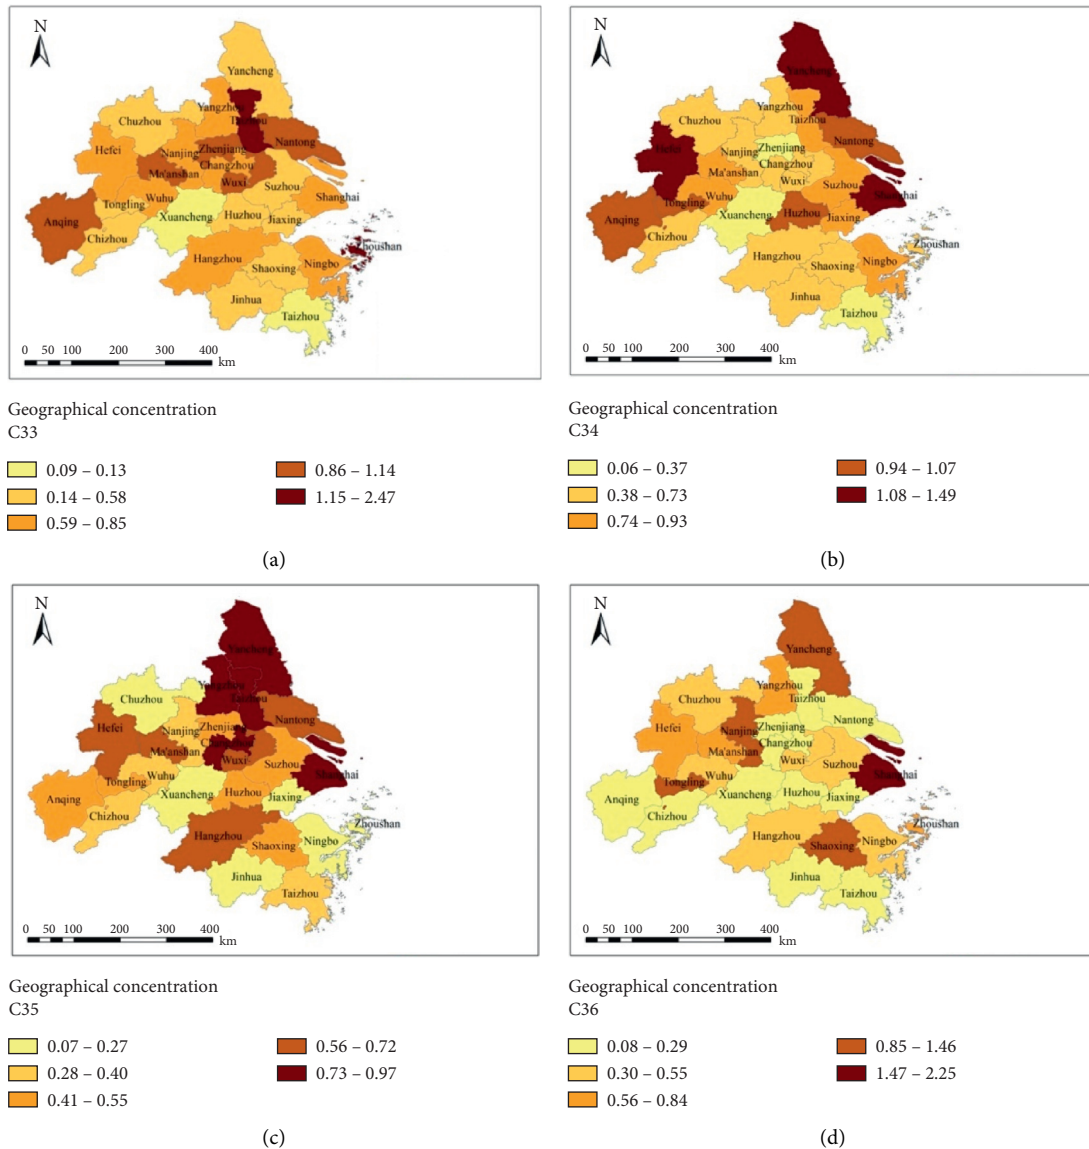 N
Yancheng
Yangzhou
Taizhou
Chuzhou
Nantong
Hefei
Nanjing
Zhenjiang
Changzhou
Ma'anshan
Wuxi
Suzhou
Shanghai
Wuhu
Tongling
Anqing
Xuancheng
Huzhou
Jiaxing
Chizhou
Zhoushan
Hangzhou
Shaoxing
Ningbo
Jinhua
Taizhou
0 50 100 200 300 400
km
Geographical concentration
C33
0.09 – 0.13
0.14 – 0.58
0.59 – 0.85
0.86 – 1.14
1.15 – 2.47
(a)
N
Yancheng
Yangzhou
Taizhou
Chuzhou
Nantong
Hefei
Nanjing
Zhenjiang
Changzhou
Ma'anshan
Wuxi
Suzhou
Shanghai
Wuhu
Tongling
Anqing
Xuancheng
Huzhou
Jiaxing
Chizhou
Zhoushan
Hangzhou
Shaoxing
Ningbo
Jinhua
Taizhou
0 50 100 200 300 400
km
Geographical concentration
C34
0.06 – 0.37
0.38 – 0.73
0.74 – 0.93
0.94 – 1.07
1.08 – 1.49
(b)
N
Yancheng
Yangzhou
Taizhou
Chuzhou
Nantong
Hefei
Nanjing
Zhenjiang
Changzhou
Ma'anshan
Wuxi
Suzhou
Shanghai
Wuhu
Tongling
Anqing
Xuancheng
Huzhou
Jiaxing
Chizhou
Zhoushan
Hangzhou
Shaoxing
Ningbo
Jinhua
Taizhou
0 50 100 200 300 400
km
Geographical concentration
C35
0.07 – 0.27
0.28 – 0.40
0.41 – 0.55
0.56 – 0.72
0.73 – 0.97
(c)
N
Yancheng
Yangzhou
Taizhou
Chuzhou
Nantong
Hefei
Nanjing
Zhenjiang
Changzhou
Ma'anshan
Wuxi
Suzhou
Shanghai
Wuhu
Tongling
Anqing
Xuancheng
Huzhou
Jiaxing
Chizhou
Zhoushan
Hangzhou
Shaoxing
Ningbo
Jinhua
Taizhou
0 50 100 200 300 400
km
Geographical concentration
C36
0.08 – 0.29
0.30 – 0.55
0.56 – 0.84
0.85 – 1.46
1.47 – 2.25
(d)